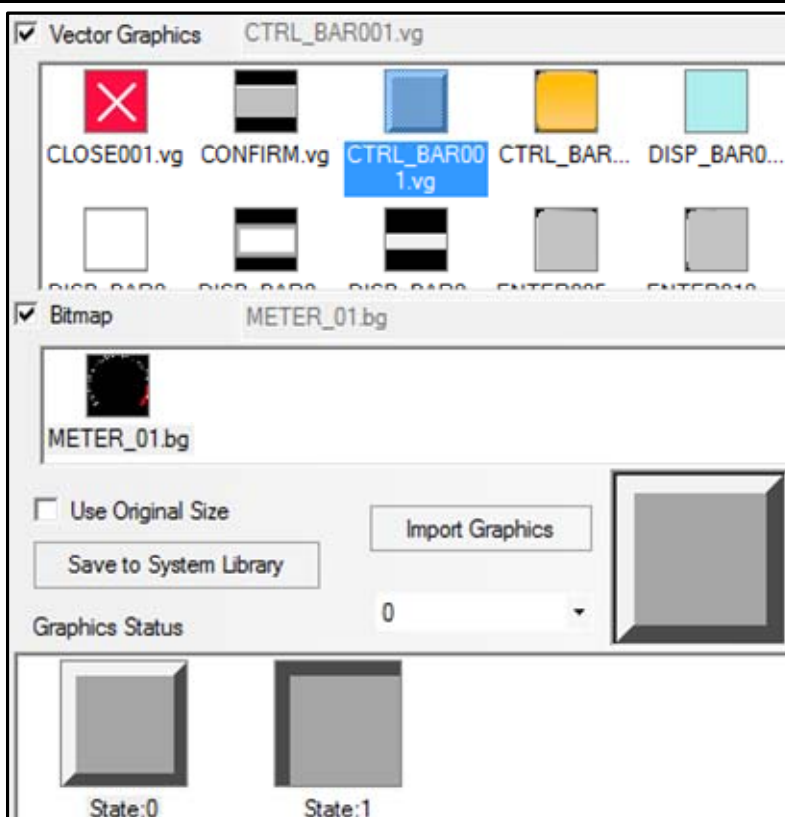 Vector Graphics CTRL_BAR001.vg
CLOSE001.vg CONFIRM.vg CTRL_BAR00 CTRL_BAR... DISP_BAR0...
1.vg
Bitmap METER_01.bg
METER_01.bg
Use Original Size
Import Graphics
Save to System Library
0
Graphics Status
State:0 State:1